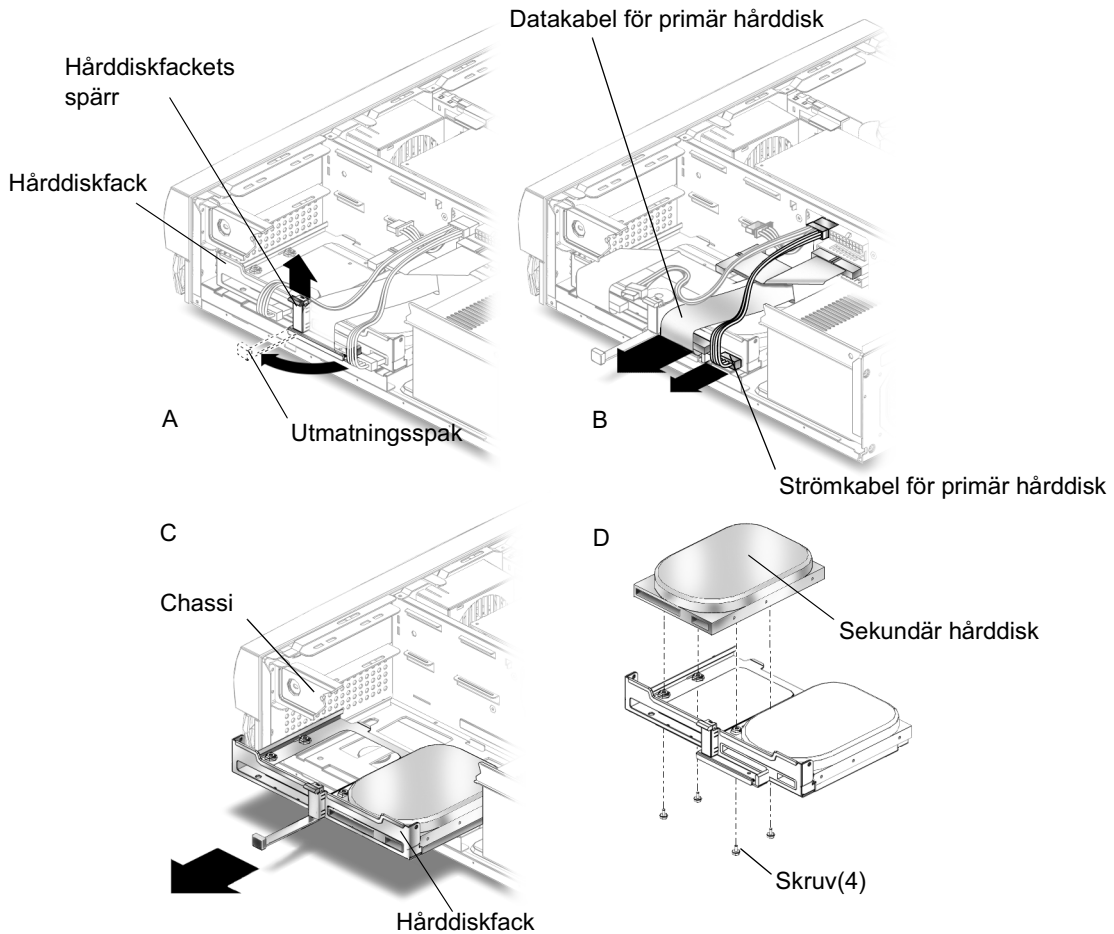 Datakabel för primär hårddisk
Hårddiskfackets
spärr
Hårddiskfack
A
Utmatningsspak
B
Strömkabel för primär hårddisk
C
Chassi
Hårddiskfack
D
Sekundär hårddisk
Skruv(4)